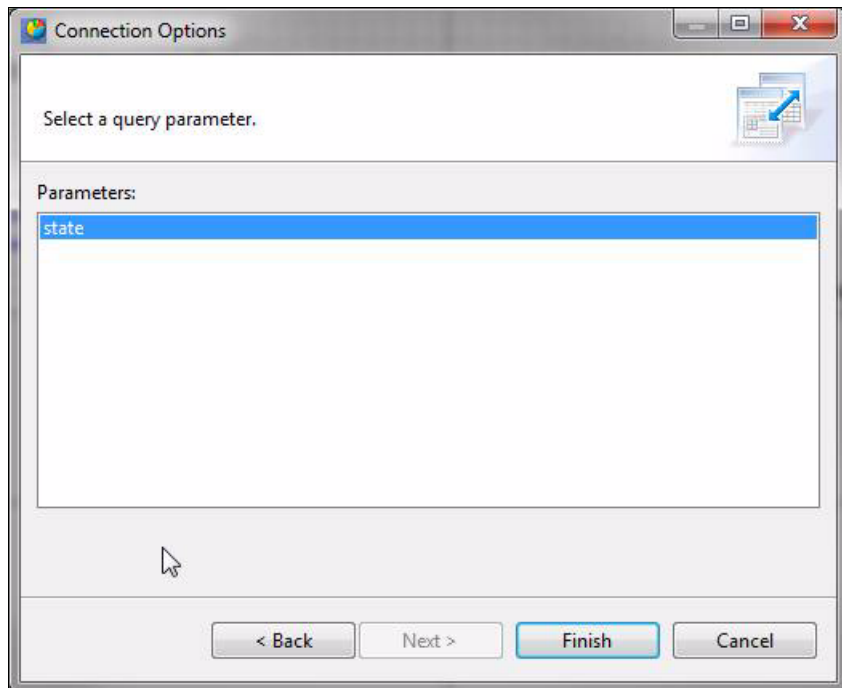 Connection Options
Select a query parameter.
Parameters:
state
< Back
Next >
Finish
Cancel